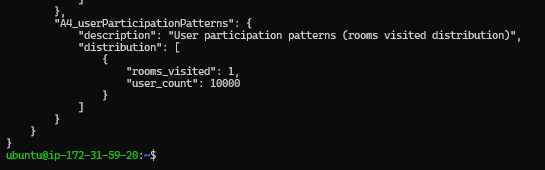 ]
},
"A4_userParticipationPatterns": {
"description": "User participation patterns (rooms visited distribution)",
"distribution": [
{
"rooms_visited": 1,
"user_count": 10000
}
]
}
}
}
ubuntu@ip-172-31-59-20:~$